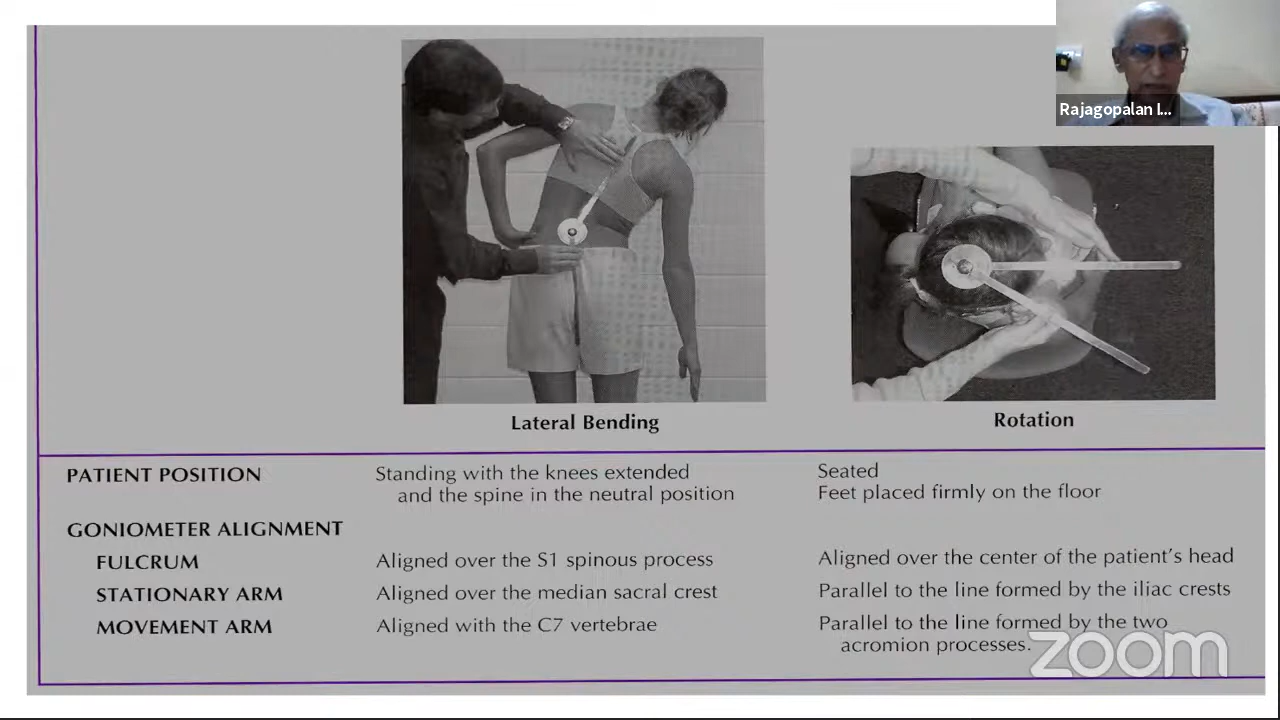 Rajagopalan I...
Lateral Bending
Rotation
PATIENT POSITION
Standing with the knees extended
and the spine in the neutral position
Seated
Feet placed firmly on the floor
GONIOMETER ALIGNMENT
FULCRUM
Aligned over the S1 spinous process
Aligned over the center of the patient's head
STATIONARY ARM
Aligned over the median sacral crest
Parallel to the line formed by the iliac crests
MOVEMENT ARM
Aligned with the C7 vertebrae
Parallel to the line formed by the two
acromion processes.
zoom